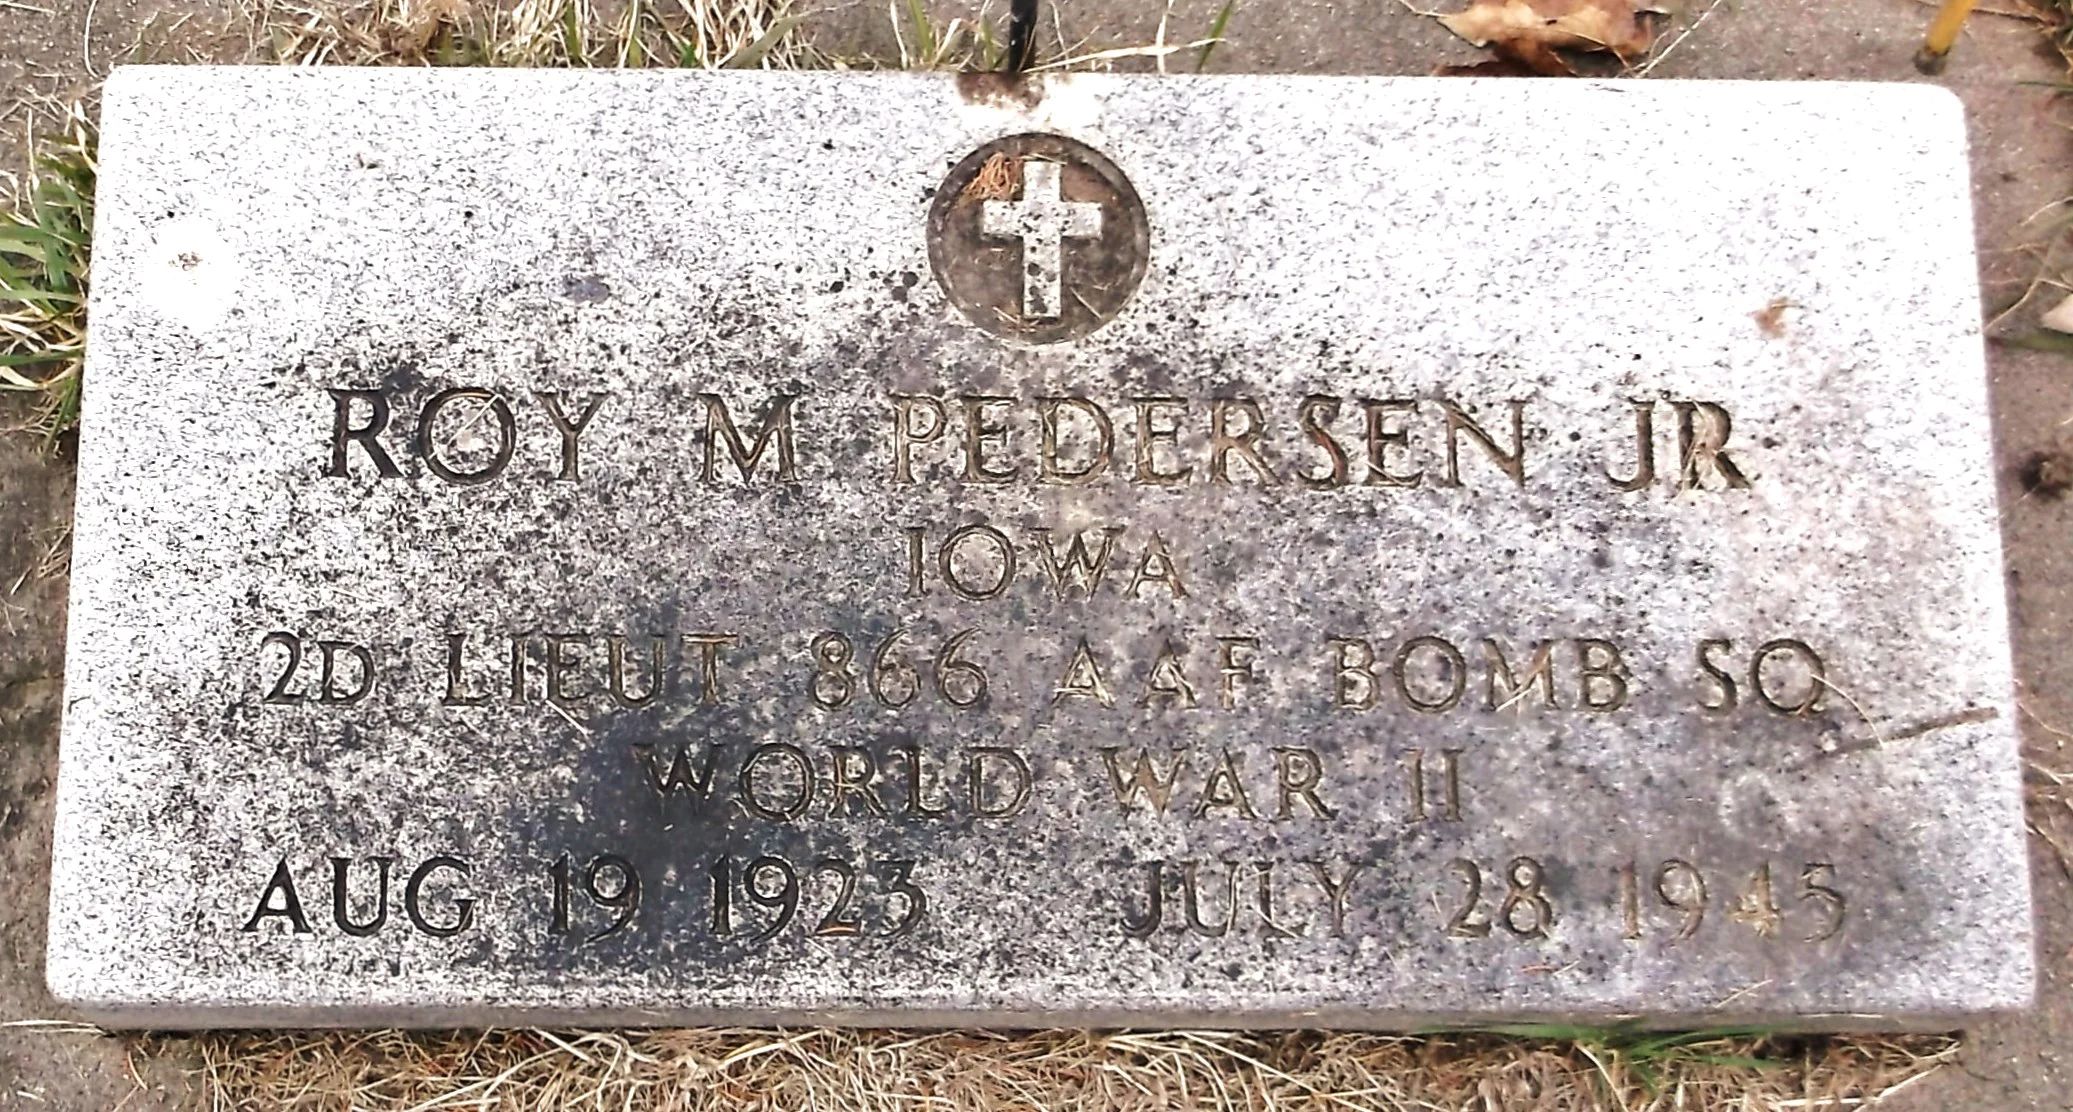 ROY M PEDERSEN JR
IOWA
2D LIEUT 866 AAF BOMB SQ
WORLD WAR II
AUG 19 1923 JULY 28 1945